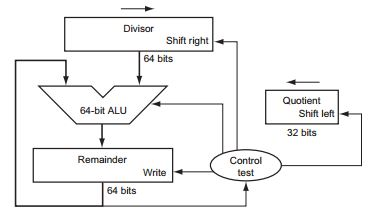 Divisor
Shift right
64 bits
64-bit ALU
Quotient
Shift left
32 bits
Remainder
Write
Control
test
64 bits